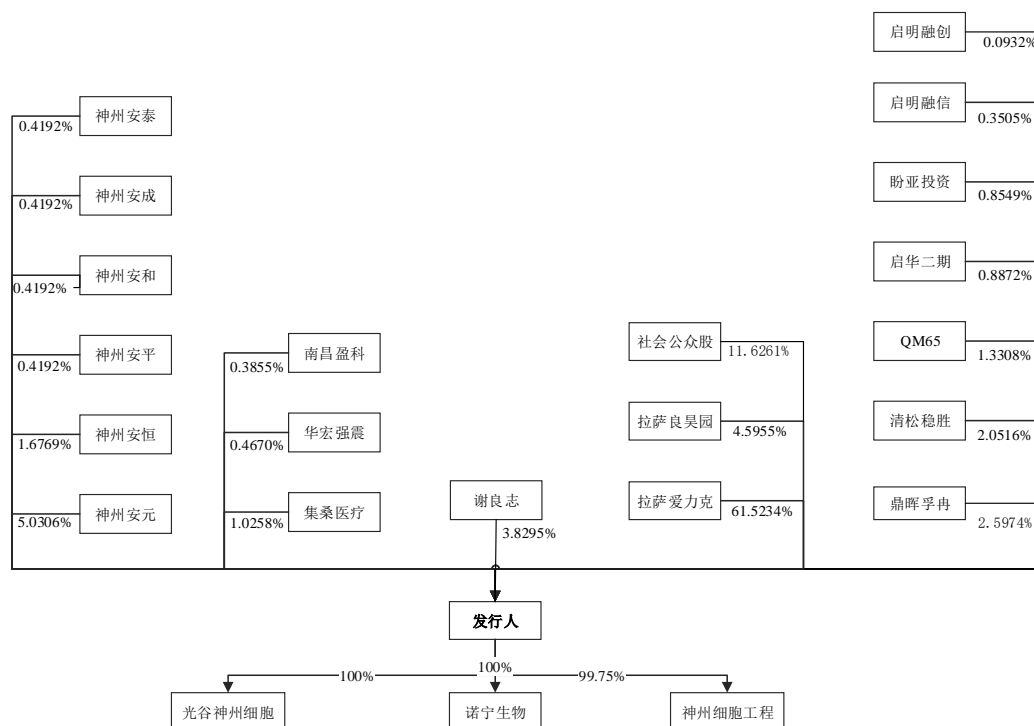 启明融创
0.0932%
神州安泰
0.4192%
启明融信
0.3505%
神州安成
0.4192%
盼亚投资
0.8549%
神州安和
0.4192%
启华二期
0.8872%
神州安平
0.4192%
南昌盈科
0.3855%
社会公众股
11.6261%
QM65
1.3308%
神州安恒
1.6769%
华宏强震
0.4670%
拉萨良昊园
4.5955%
清松稳胜
2.0516%
神州安元
5.0306%
集桑医疗
1.0258%
谢良志
3.8295%
拉萨爱力克
61.5234%
鼎晖孚冉
2.5974%
发行人
100%
100%
99.75%
光谷神州细胞
诺宁生物
神州细胞工程